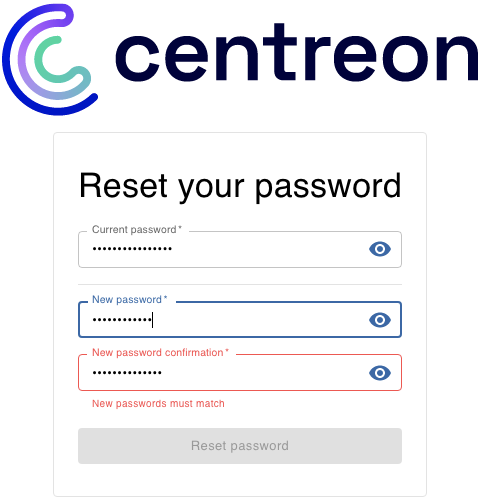 centreon
Reset your password
Current password *
••••••••••••••••
New password *
••••••••••••
New password confirmation *
••••••••••••••
New passwords must match
Reset password